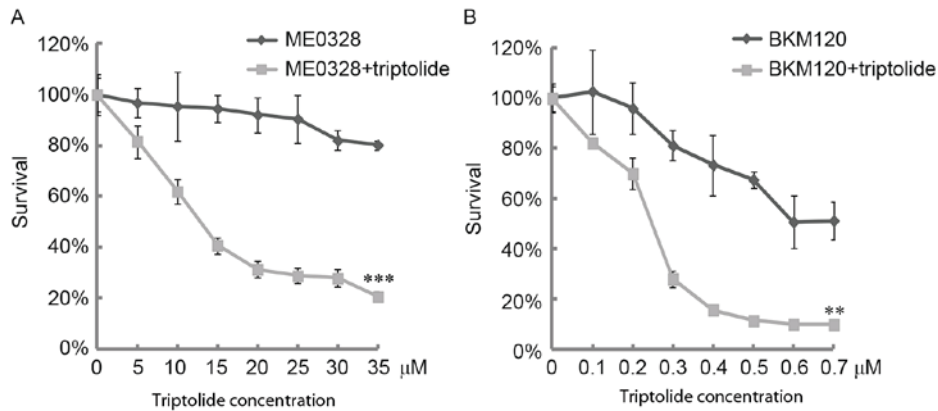 A
ME0328
ME0328+triptolide
120%
100%
80%
60%
40%
20%
0%
Survival
***
0 5 10 15 20 25 30 35 μM
Triptolide concentration
B
BKM120
BKM120+triptolide
120%
100%
80%
60%
40%
20%
0%
Survival
**
0 0.1 0.2 0.3 0.4 0.5 0.6 0.7 μM
Triptolide concentration